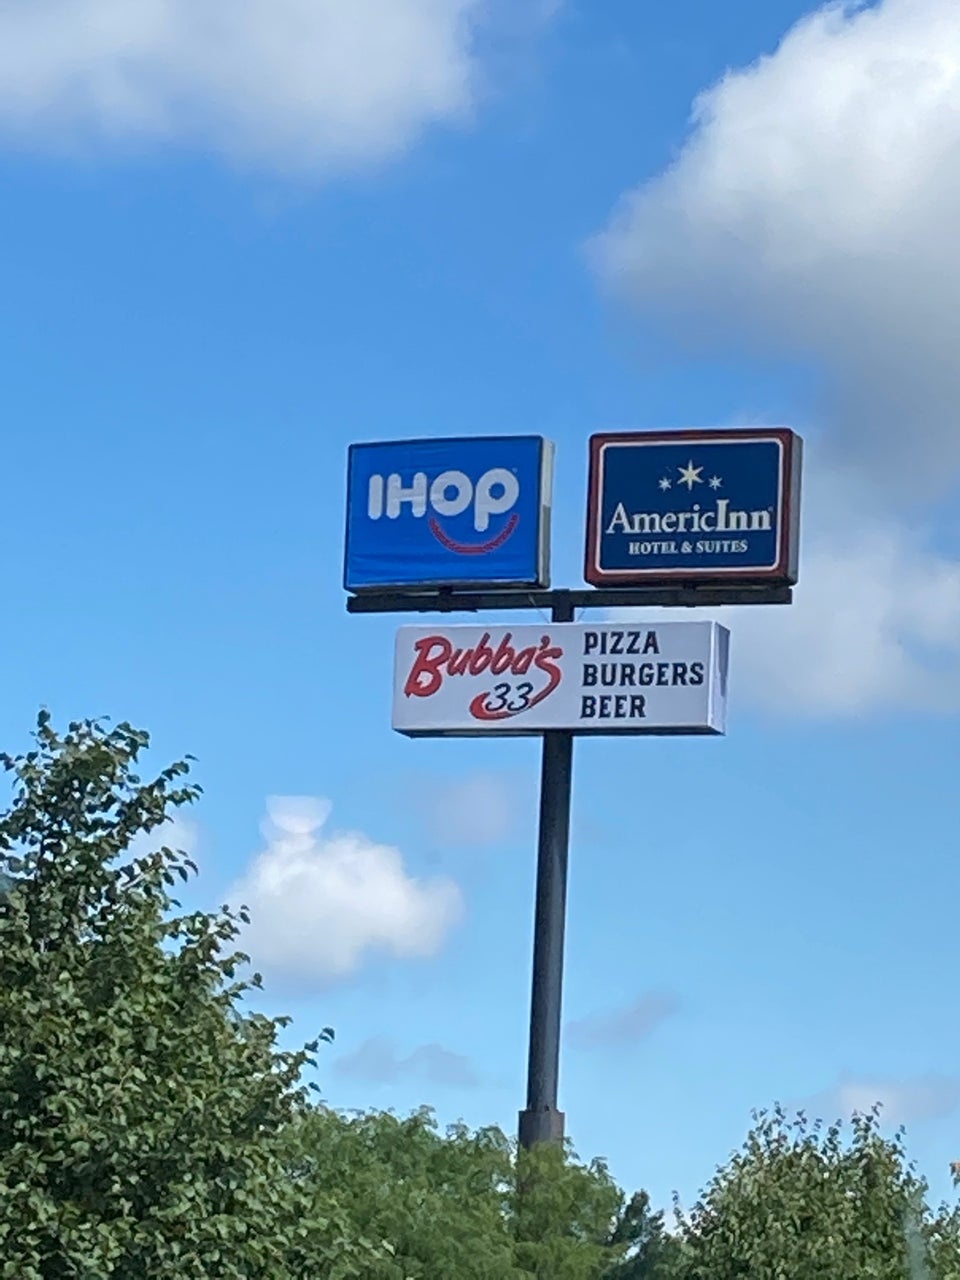 IHOP
AmericInn
HOTEL & SUITES
Bubba's
33
PIZZA
BURGERS
BEER